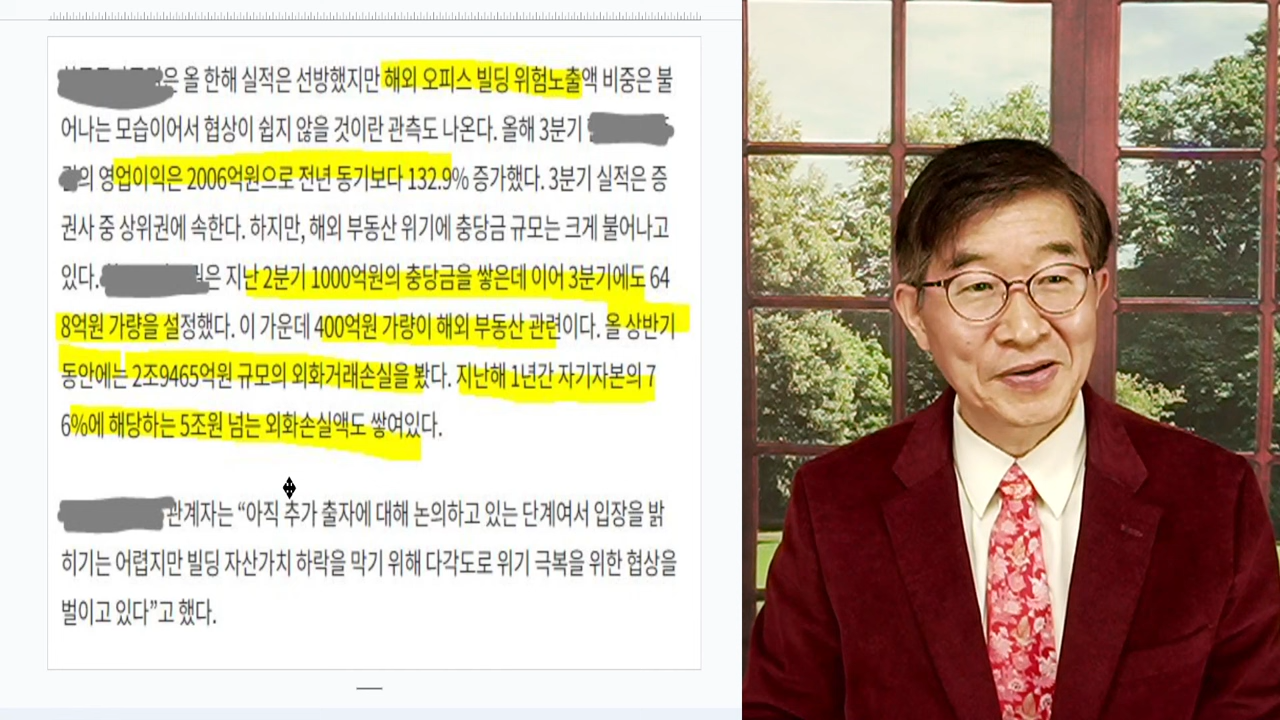 은 올 한해 실적은 선방했지만 해외 오피스 빌딩 위험노출액 비중은 불
어나는 모습이어서 협상이 쉽지 않을 것이란 관측도 나온다. 올해 3분기
의 영업이익은 2006억원으로 전년 동기보다 132.9% 증가했다. 3분기 실적은 증
권사 중 상위권에 속한다. 하지만, 해외 부동산 위기에 충당금 규모는 크게 불어나고
있다. 은 지난 2분기 1000억원의 충당금을 쌓은데 이어 3분기에도 64
8억원 가량을 설정했다. 이 가운데 400억원 가량이 해외 부동산 관련이다. 올 상반기
동안에는 2조9465억원 규모의 외화거래손실을 봤다. 지난해 1년간 자기자본의 7
6%에 해당하는 5조원 넘는 외화손실액도 쌓여있다.
관계자는 “아직 추가 출자에 대해 논의하고 있는 단계여서 입장을 밝
히기는 어렵지만 빌딩 자산가치 하락을 막기 위해 다각도로 위기 극복을 위한 협상을
벌이고 있다”고 했다.